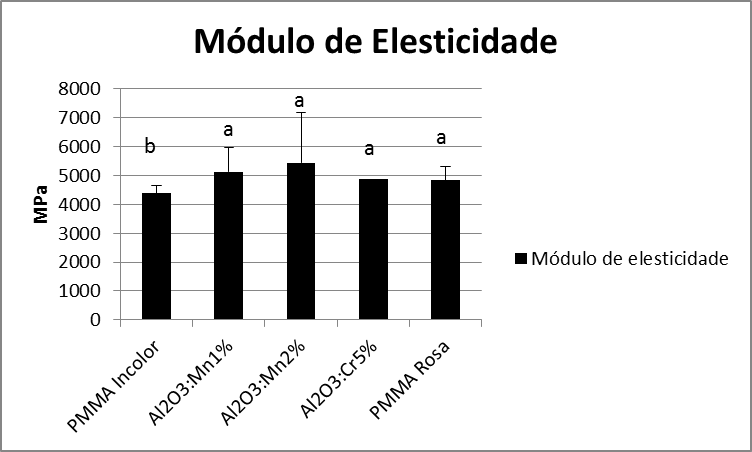 Módulo de Elesticidade
8000
7000
6000
5000
4000
3000
2000
1000
0
MPa
b
a
a
a
a
PMMA Incolor
Al2O3:Mn1%
Al2O3:Mn2%
Al2O3:Cr5%
PMMA Rosa
Módulo de elesticidade